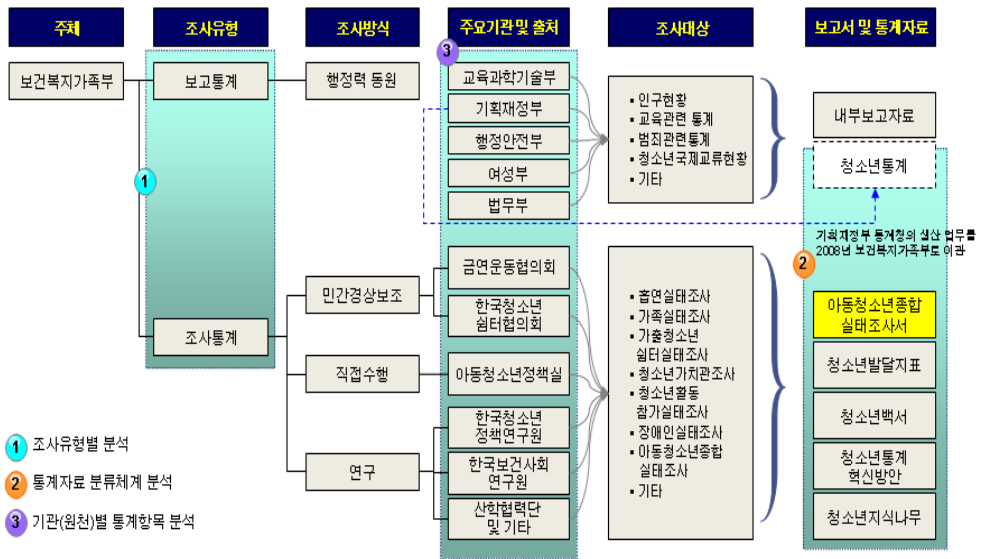 주체
조사유형
조사방식
주요기관 및 출처
조사대상
보고서 및 통계자료
보건복지가족부
보고통계
행정력 동원
3
교육과학기술부
기획재정부
행정안전부
여성부
법무부
▪ 인구현황
▪ 교육관련 통계
▪ 범죄관련통계
▪ 청소년국제교류현황
▪ 기타
내부보고자료
청소년통계
1
기획재정부 통계청의 실산 업무를
2008년 보건복지가족부로 이관
2
조사통계
민간경상보조
직접수행
연구
금연운동협의회
한국청소년
쉼터협의회
아동청소년정책실
한국청소년
정책연구원
한국보건사회
연구원
산학협력단
및 기타
▪ 흡연실태조사
▪ 가족실태조사
▪ 가출청소년
쉼터실태조사
▪ 청소년가치관조사
▪ 청소년활동
참가실태조사
▪ 장애인실태조사
▪ 아동청소년종합
실태조사
▪ 기타
아동청소년종합
실태조사서
청소년발달지표
청소년백서
청소년통계
혁신방안
청소년지식나무
1 조사유형별 분석
2 통계자료 분류체계 분석
3 기관(원천)별 통계항목 분석